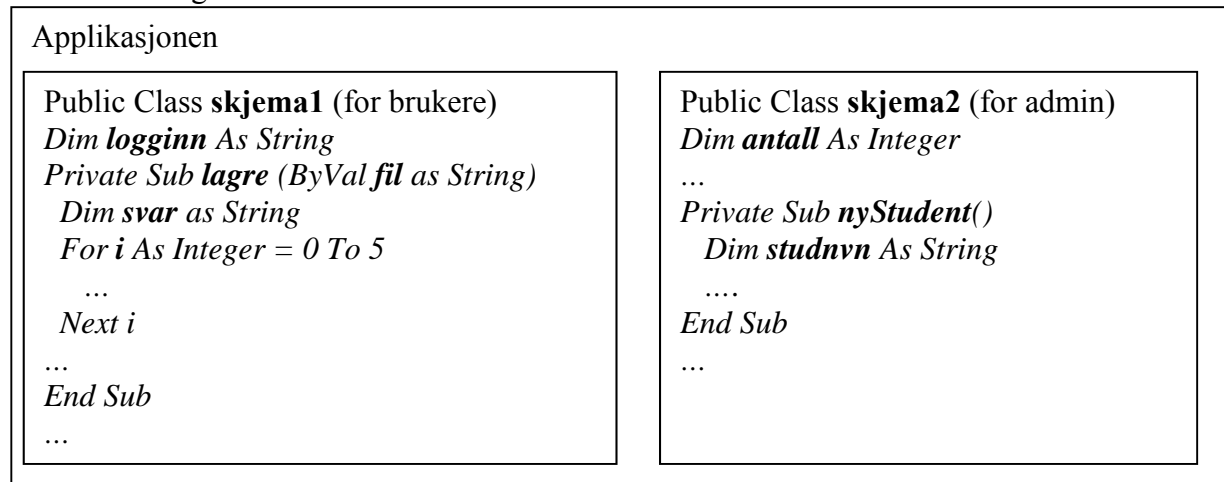 Applikasjonen
Public Class skjema1 (for brukere)
Dim logginn As String
Private Sub lagre (ByVal fil as String)
Dim svar as String
For i As Integer = 0 To 5
…
Next i
…
End Sub
…
Public Class skjema2 (for admin)
Dim antall As Integer
…
Private Sub nyStudent()
Dim studnvn As String
….
End Sub
…